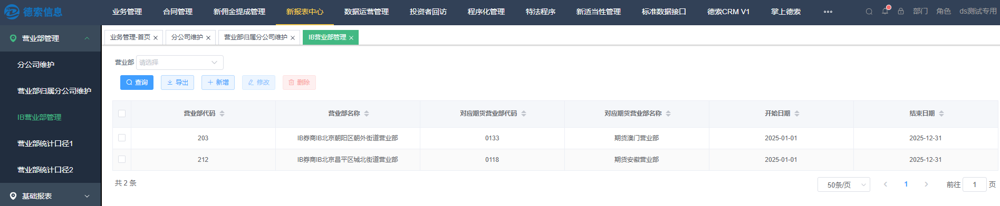 德索信息 业务管理 合同管理 新佣金提成管理 新报表中心 数据运营管理 投资者回访 程序化管理 特法程序 新适当性管理 标准数据接口 德索CRM V1 掌上德索 部门 角色 ds测试专用
营业部管理
分公司维护
营业部归属分公司维护
IB营业部管理
营业部统计口径1
营业部统计口径2
基础报表
业务管理-首页 分公司维护 营业部归属分公司维护 IB营业部管理
营业部 请选择
查询 导出 新增 修改 删除
营业部代码 营业部名称 对应期货营业部代码 对应期货营业部名称 开始日期 结束日期
203 IB券商IB北京朝阳区朝外街道营业部 0133 期货澳门营业部 2025-01-01 2025-12-31
212 IB券商IB北京昌平区城北街道营业部 0118 期货安徽营业部 2025-01-01 2025-12-31
共 2 条 50条/页 1 前往 1 页